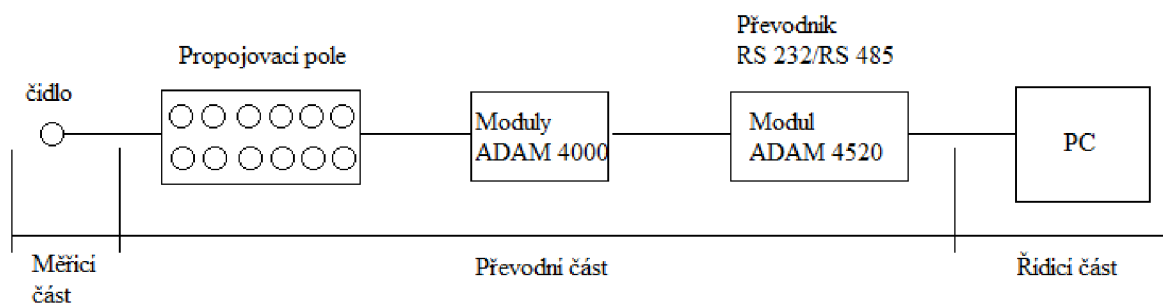 Převodník
RS 232/RS 485
Propojovací pole
čidlo
Moduly
ADAM 4000
Modul
ADAM 4520
PC
Měřicí
část
Převodní část
Řídicí část